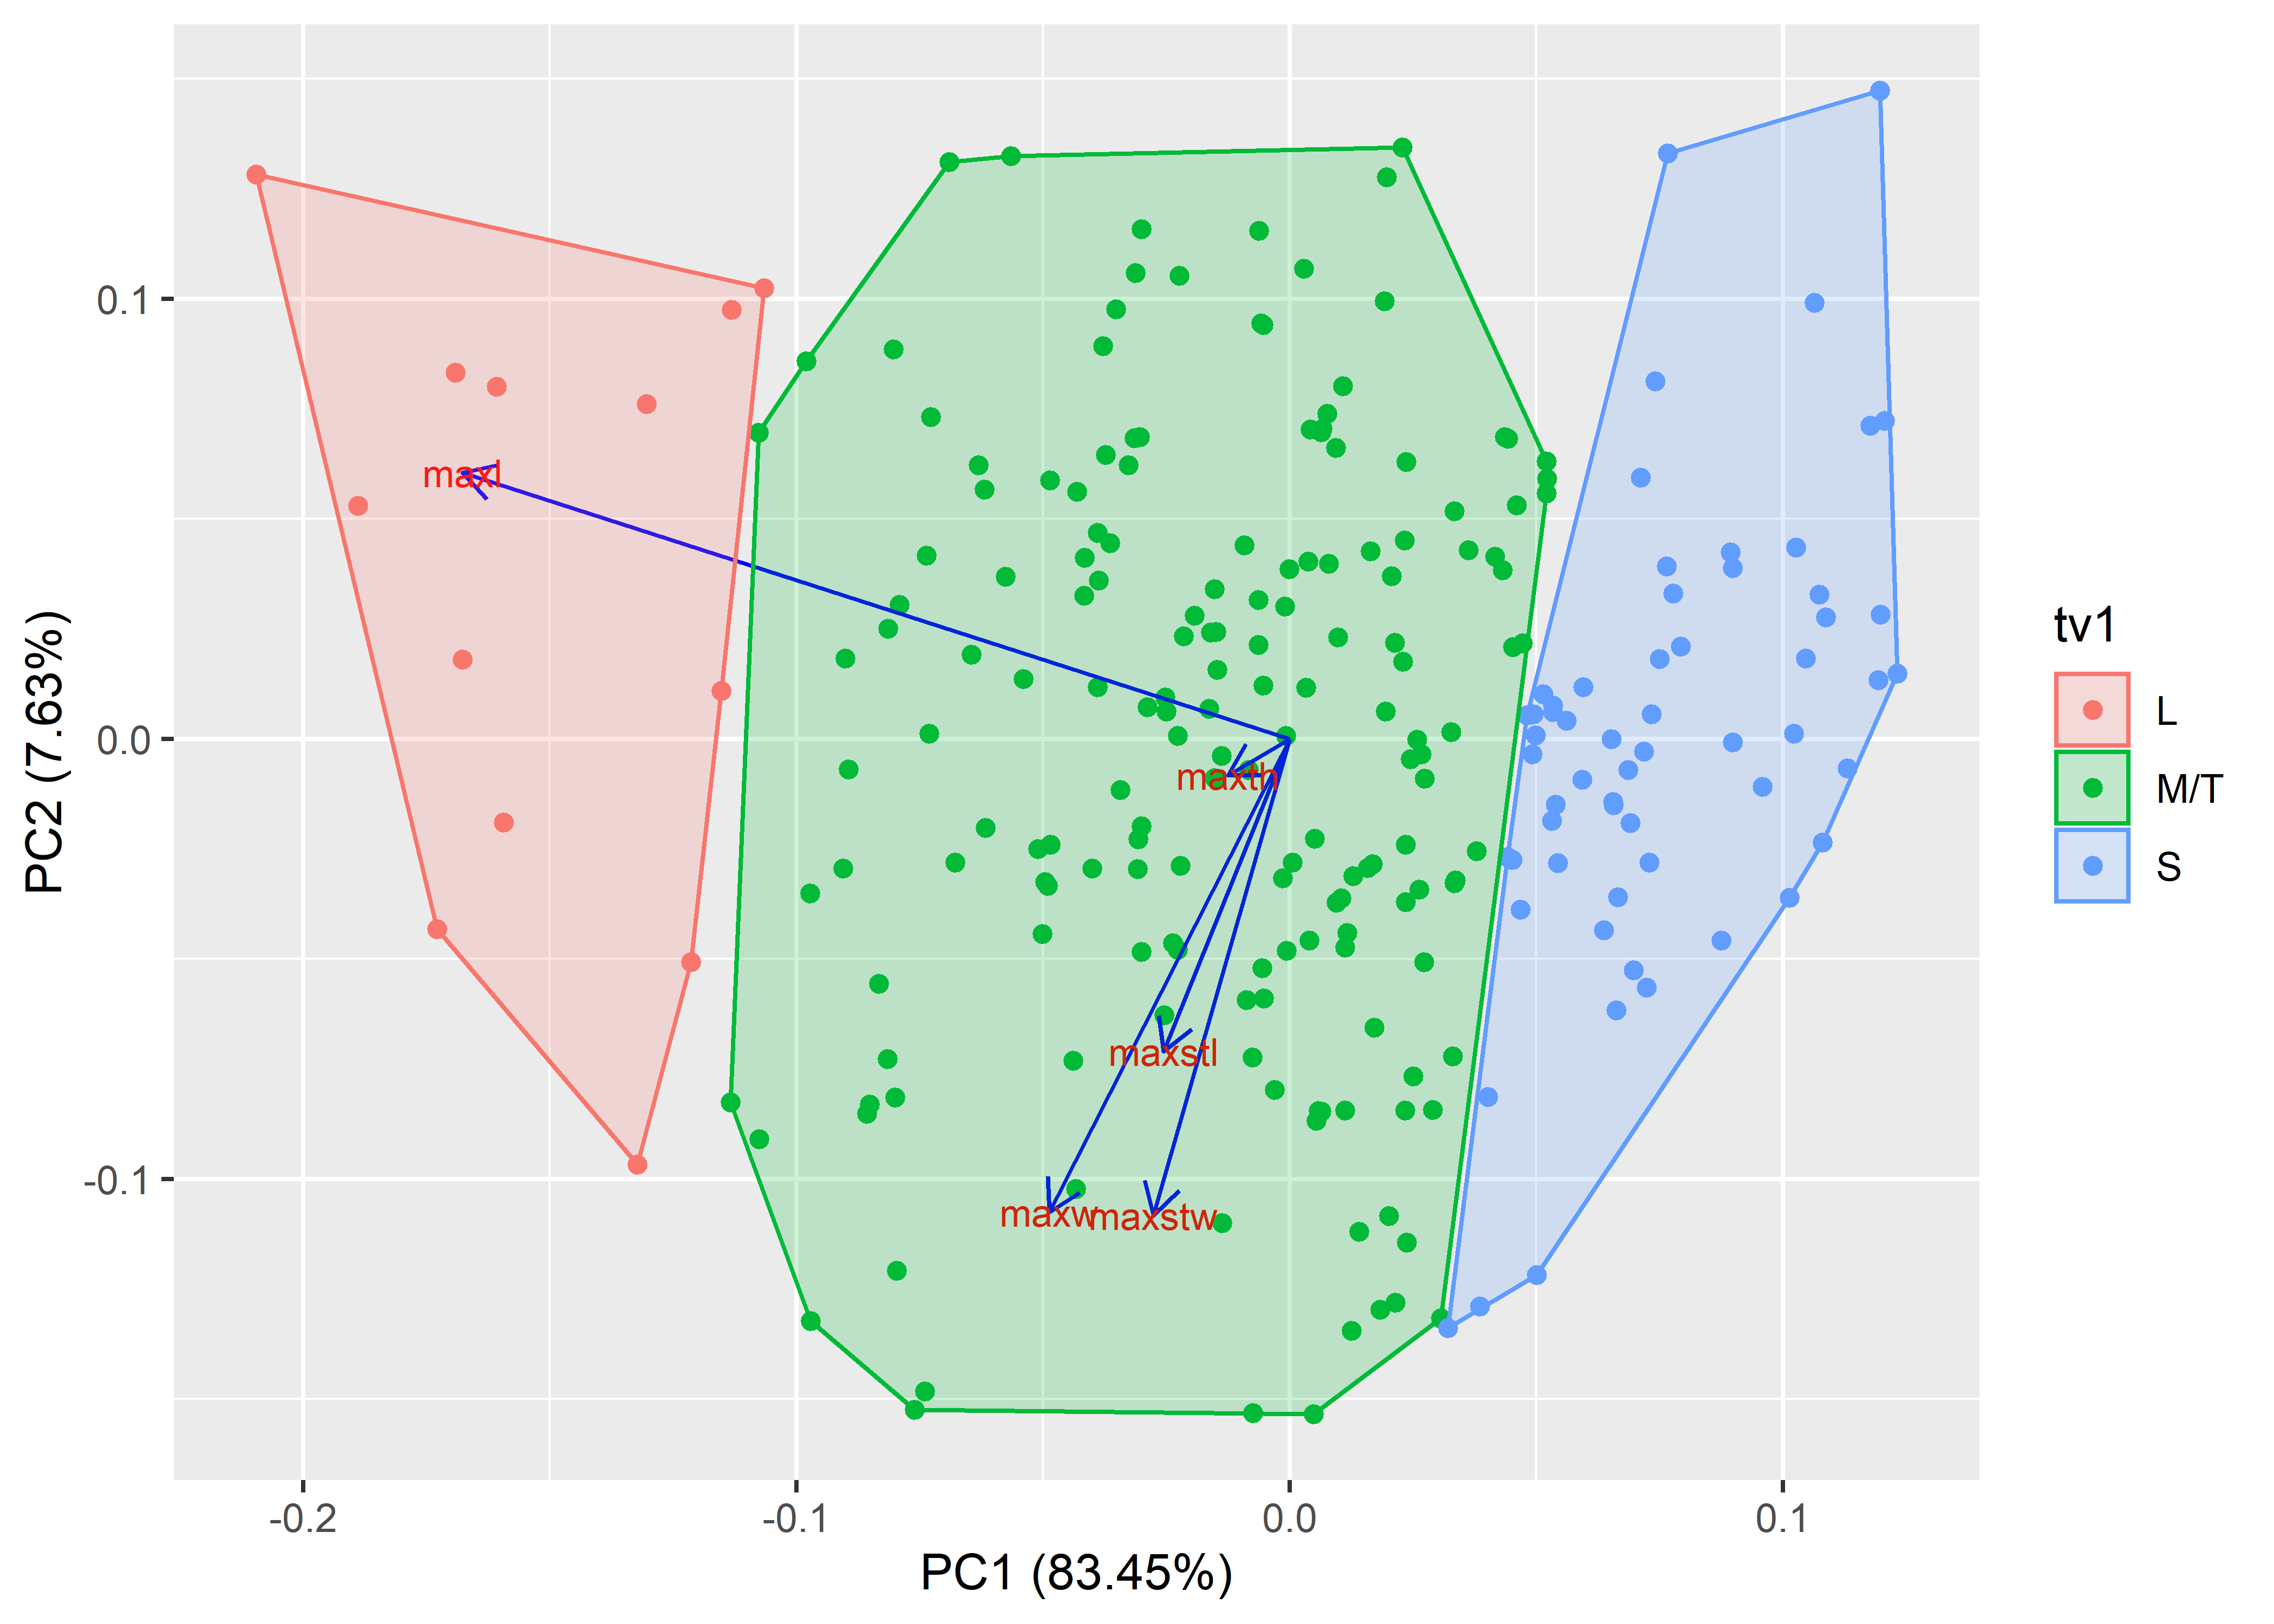 0.1
0.0
-0.1
PC2 (7.63%)
maxl
maxth
maxstl
maxw
maxstw
-0.2
-0.1
0.0
0.1
PC1 (83.45%)
tv1
L
M/T
S